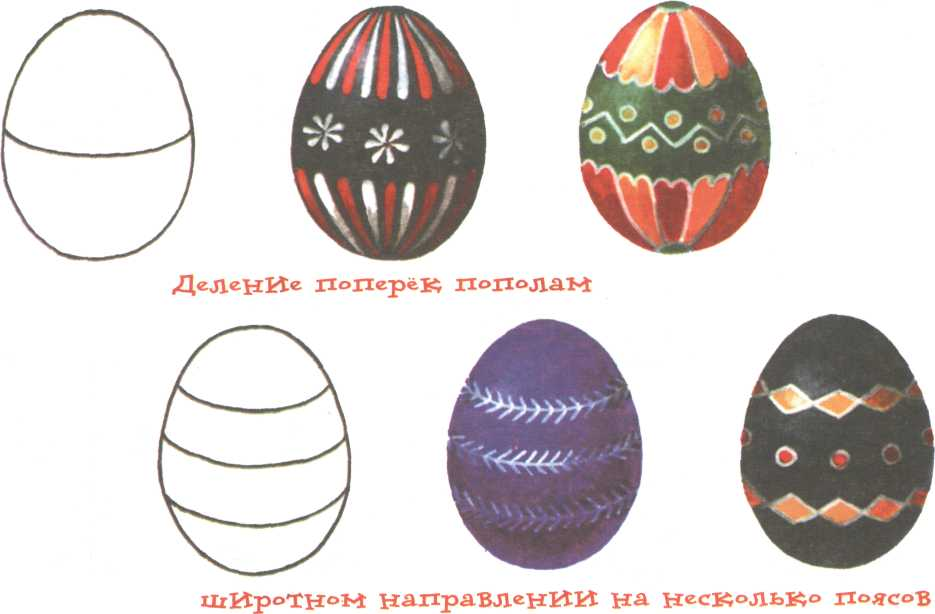 Деление поперёк пополам
широтном направлении на несколько поясов